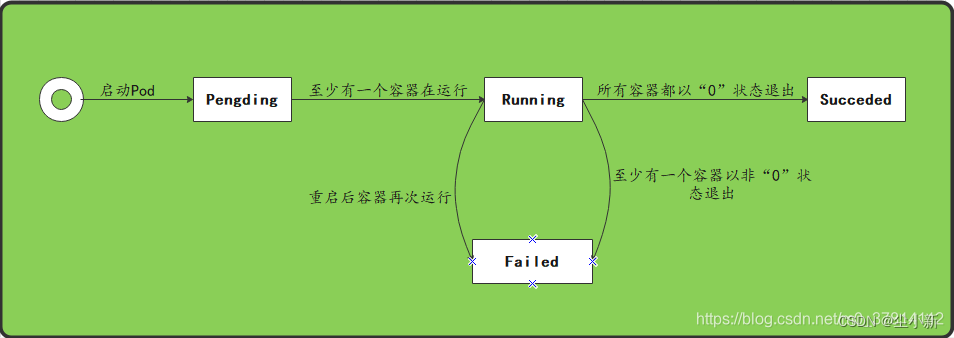 启动Pod
Pengding
至少有一个容器在运行
Running
所有容器都以“0”状态退出
Succeded
至少有一个容器以非“0”状
态退出
重启后容器再次运行
Failed
https://blog.csdn.net/
CSDN